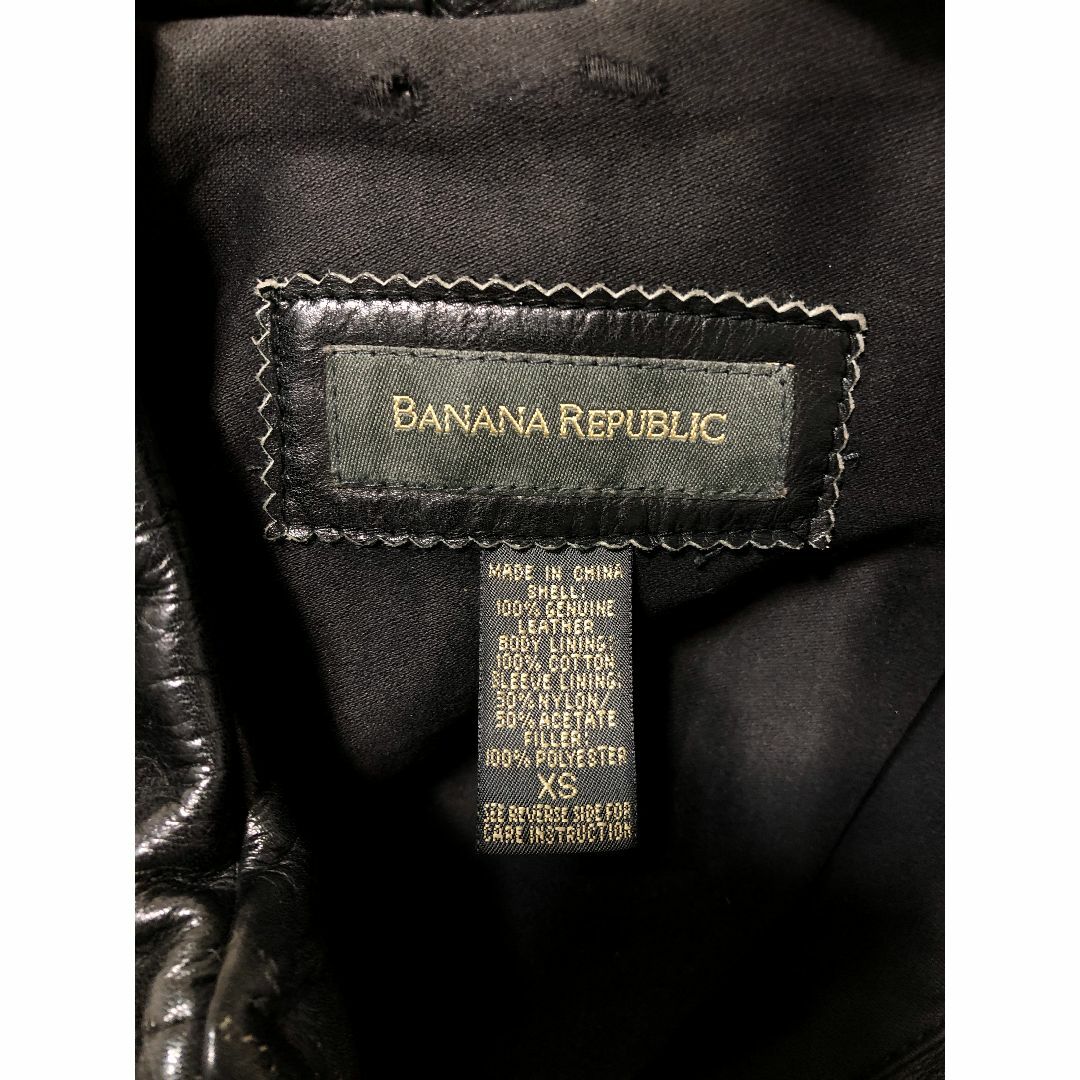 BANANA REPUBLIC
MADE IN CHINA
SHELL:
100% GENUINE
LEATHER
BODY LINING:
100% COTTON
SLEEVE LINING
50% NYLON/
50% ACETATE
FILLER:
100% POLYESTER
XS
SEE REVERSE SIDE FOR
CARE INSTRUCTION